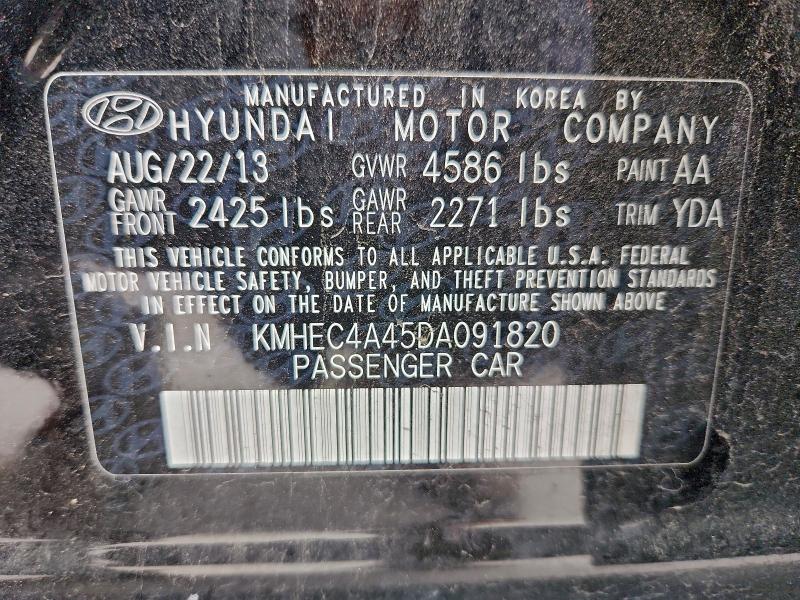 MANUFACTURED IN KOREA BY
HYUNDAI MOTOR COMPANY
AUG/22/13 GVWR 4586 lbs PAINT AA
GAWR FRONT 2425 lbs GAWR REAR 2271 lbs TRIM YDA
THIS VEHICLE CONFORMS TO ALL APPLICABLE U.S.A. FEDERAL
MOTOR VEHICLE SAFETY, BUMPER, AND THEFT PREVENTION STANDARDS
IN EFFECT ON THE DATE OF MANUFACTURE SHOWN ABOVE
V.I.N KMHEC4A45DA091820
PASSENGER CAR